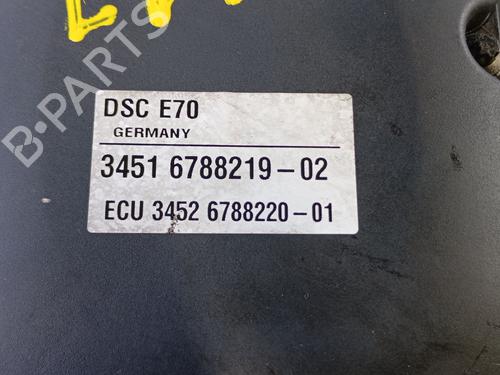 B-PARTS
DSC E70
GERMANY
3451 6788219-02
ECU 3452 6788220-01